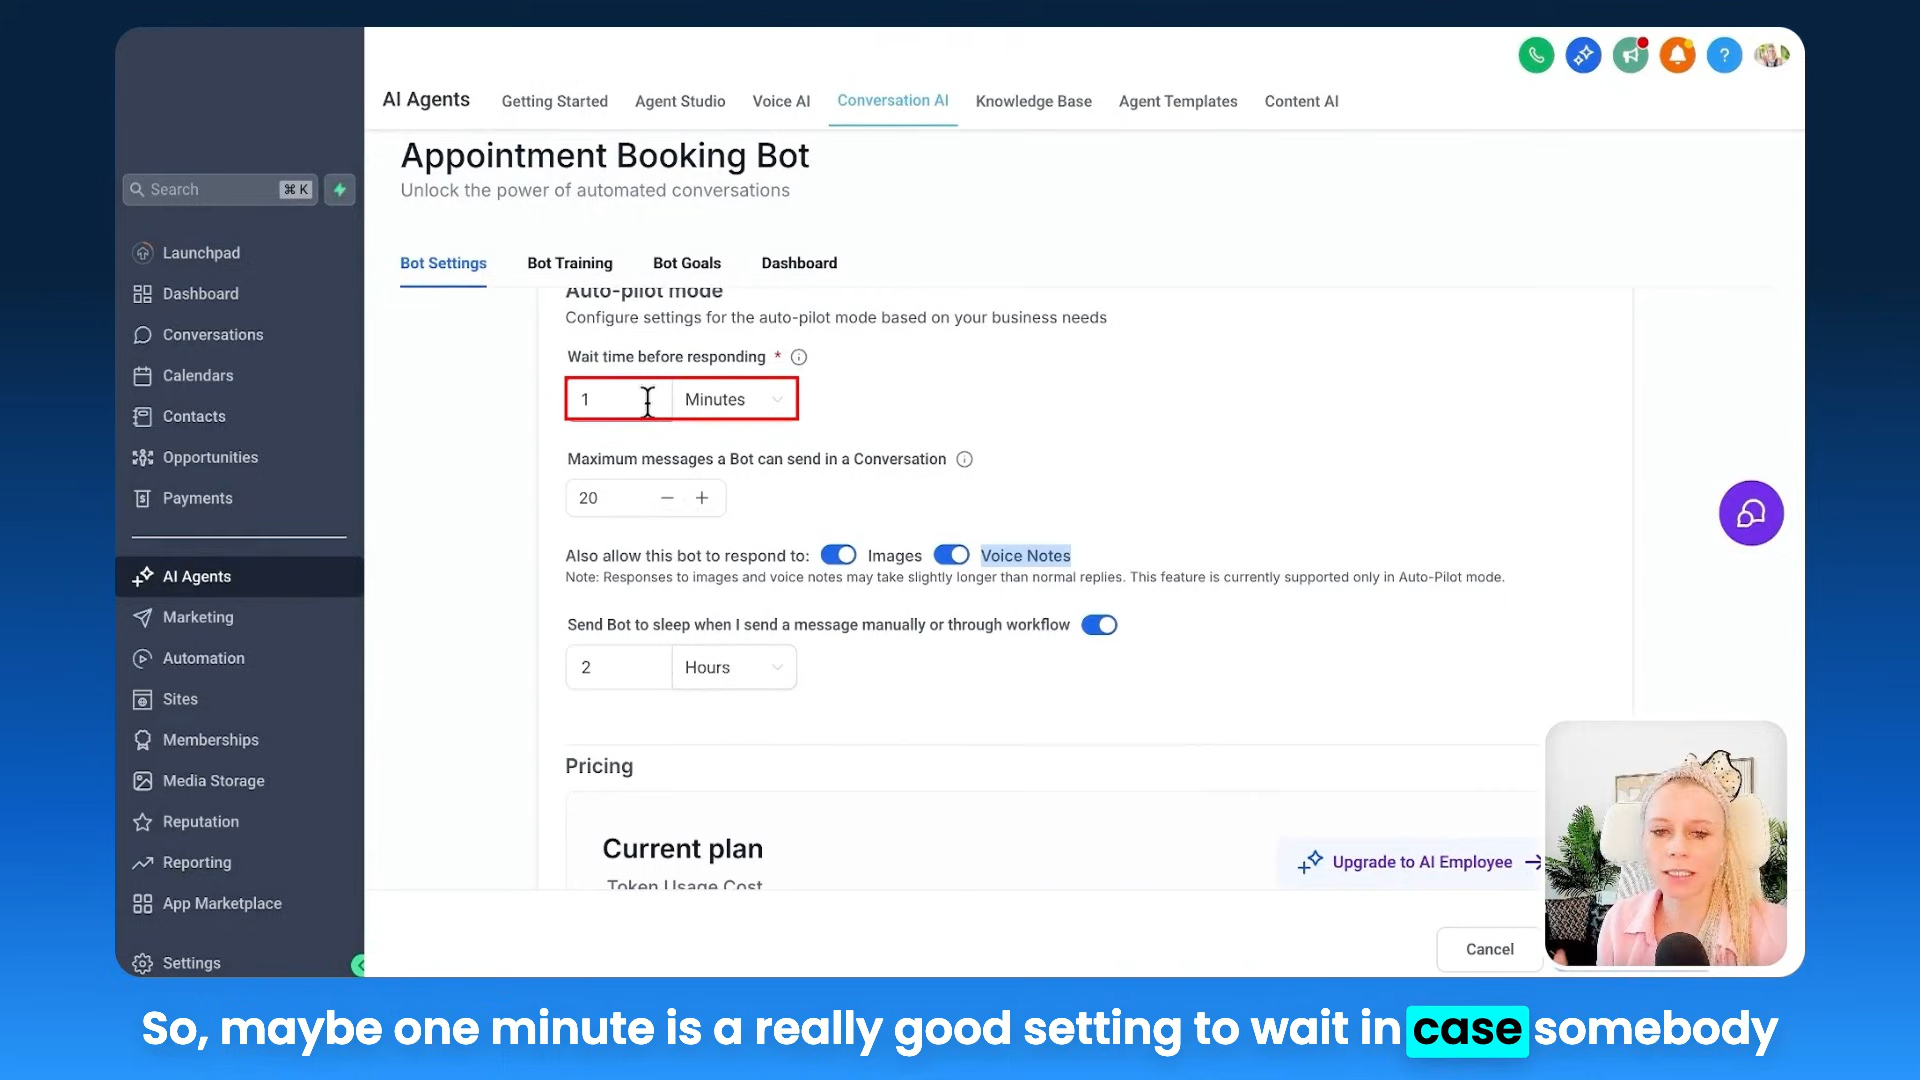 AI Agents
Getting Started
Agent Studio
Voice AI
Conversation AI
Knowledge Base
Agent Templates
Content AI
?
Search
⌘ K
Launchpad
Dashboard
Conversations
Calendars
Contacts
Opportunities
Payments
AI Agents
Marketing
Automation
Sites
Memberships
Media Storage
Reputation
Reporting
App Marketplace
Settings
Appointment Booking Bot
Unlock the power of automated conversations
Bot Settings
Bot Training
Bot Goals
Dashboard
Auto-pilot mode
Configure settings for the auto-pilot mode based on your business needs
Wait time before responding *
1
Minutes
Maximum messages a Bot can send in a Conversation
20 − +
Also allow this bot to respond to: Images Voice Notes
Note: Responses to images and voice notes may take slightly longer than normal replies. This feature is currently supported only in Auto-Pilot mode.
Send Bot to sleep when I send a message manually or through workflow
2
Hours
Pricing
Current plan
Upgrade to AI Employee
Token Usage Cost
Cancel
So, maybe one minute is a really good setting to wait in case somebody